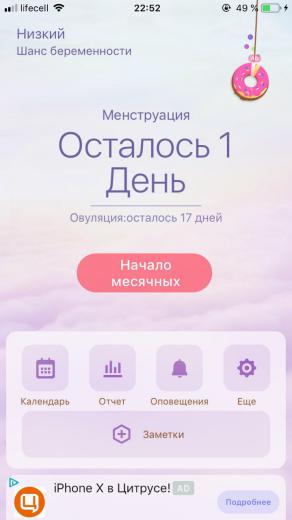 lifecell 22:52 49 %
Низкий
Шанс беременности
AD
Менструация
Осталось 1
День
Овуляция:осталось 17 дней
Начало
месячных
Календарь Отчет Оповещения Еще
Заметки
iPhone X в Цитрусе! AD
Подробнее